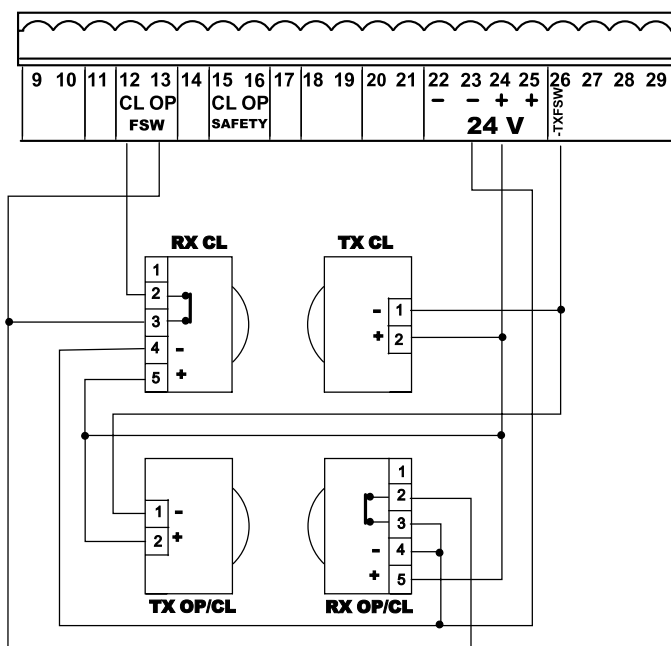 9 10 11 12 13 14 15 16 17 18 19 20 21 22 23 24 25 26 27 28 29
CL OP CL OP - - + + -TXFSW
FSW SAFETY 24 V
RX CL TX CL
1
2
3
4 -
5 +
- 1
+ 2
1 -
2 +
1
2
3
- 4
+ 5
TX OP/CL RX OP/CL